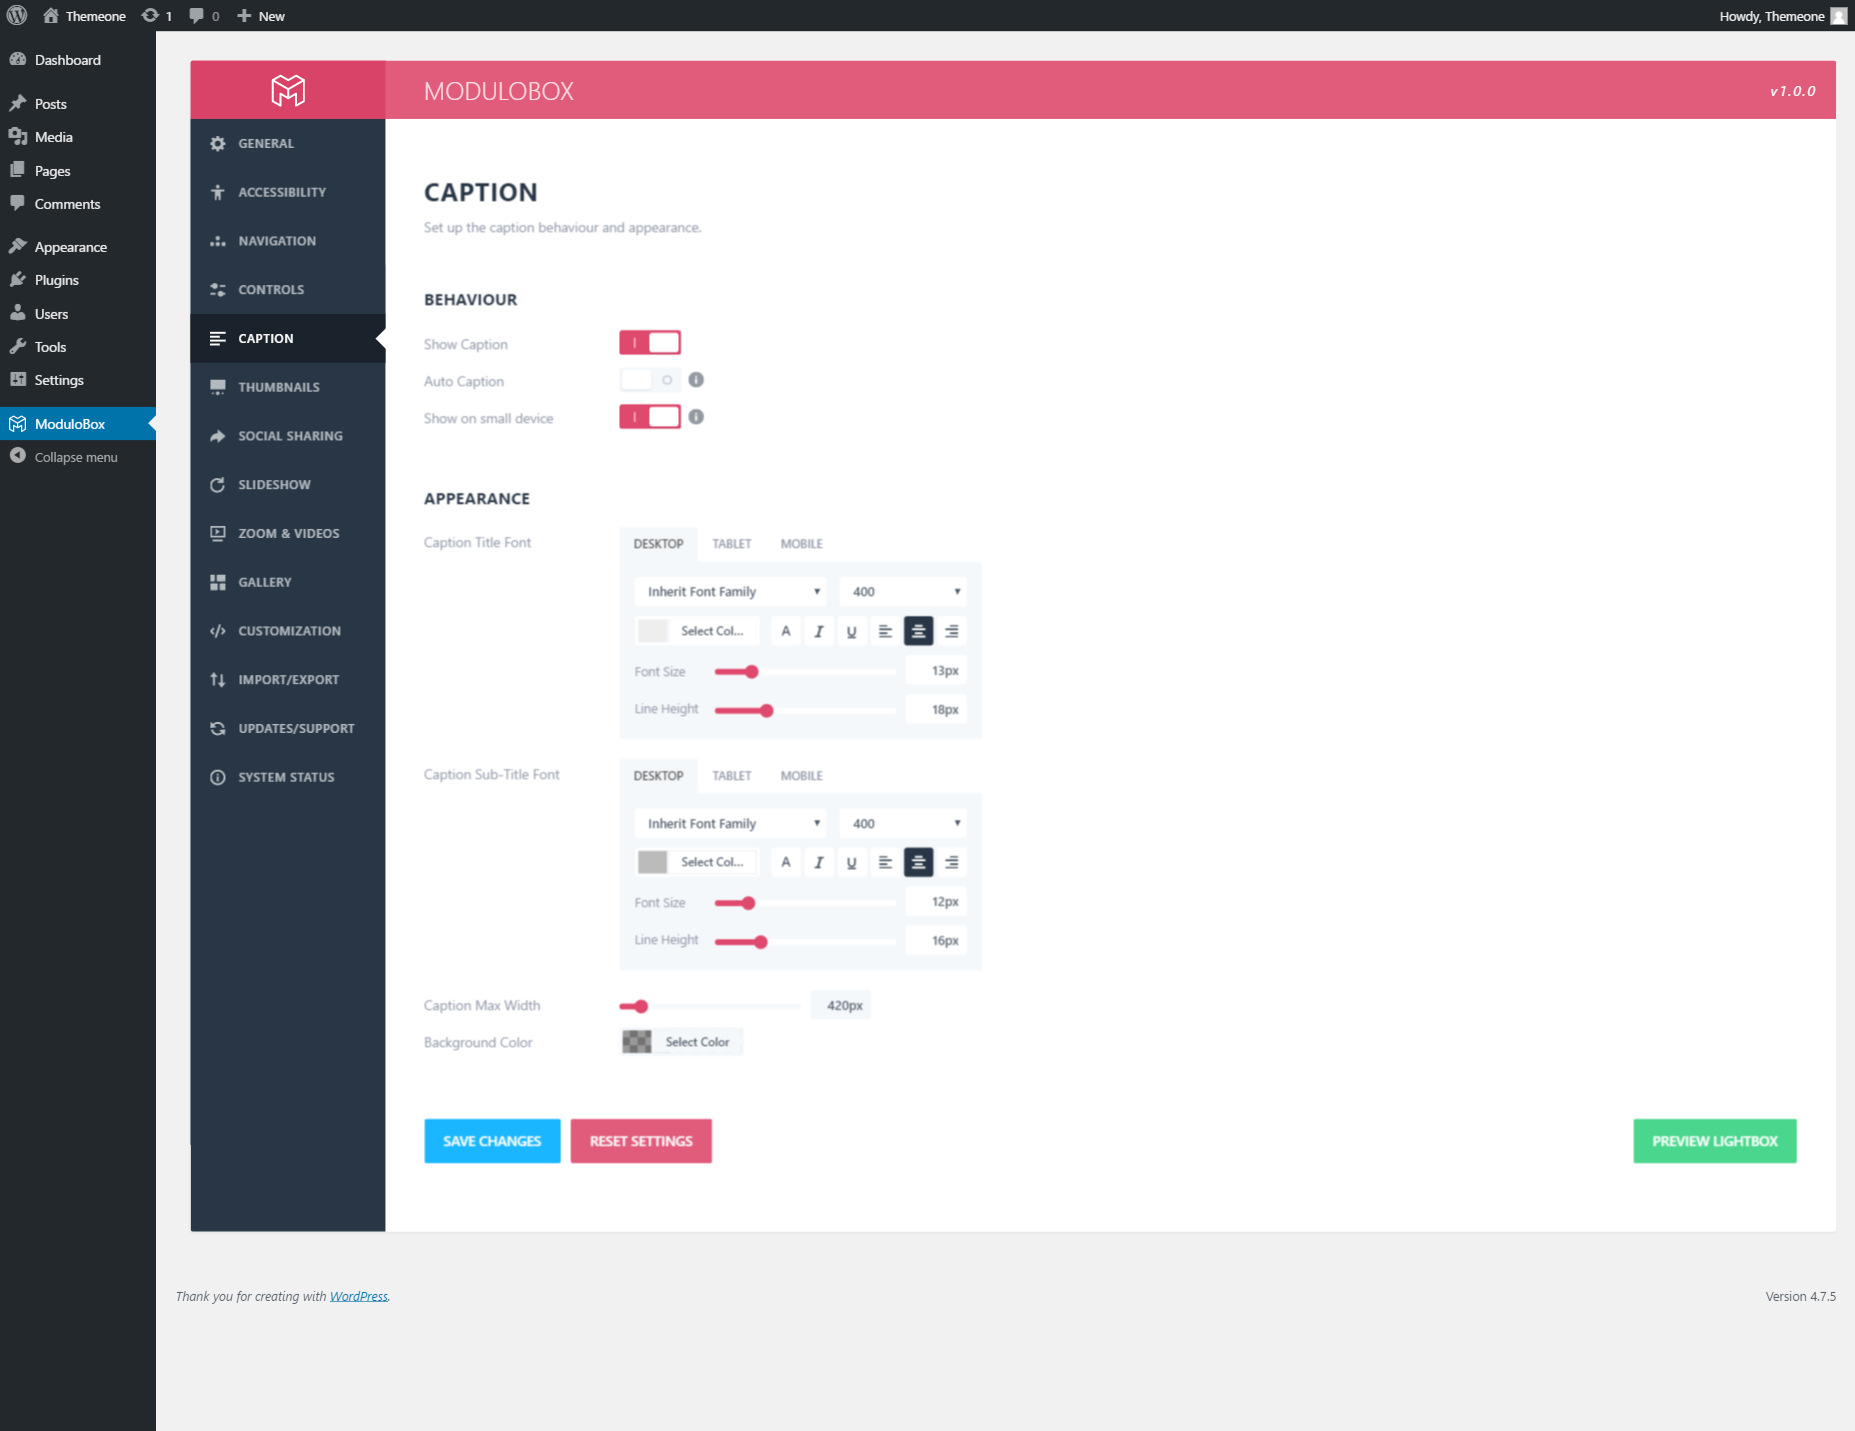 Themeone 1 0 New
Howdy, Themeone
Dashboard
Posts
Media
Pages
Comments
Appearance
Plugins
Users
Tools
Settings
ModuloBox
Collapse menu
MODULOBOX
v1.0.0
GENERAL
ACCESSIBILITY
NAVIGATION
CONTROLS
CAPTION
THUMBNAILS
SOCIAL SHARING
SLIDESHOW
ZOOM & VIDEOS
GALLERY
CUSTOMIZATION
IMPORT/EXPORT
UPDATES/SUPPORT
SYSTEM STATUS
CAPTION
Set up the caption behaviour and appearance.
BEHAVIOUR
Show Caption
Auto Caption
Show on small device
APPEARANCE
Caption Title Font
DESKTOP TABLET MOBILE
Inherit Font Family 400
Select Col... A I U
Font Size 13px
Line Height 18px
Caption Sub-Title Font
DESKTOP TABLET MOBILE
Inherit Font Family 400
Select Col... A I U
Font Size 12px
Line Height 16px
Caption Max Width 420px
Background Color Select Color
SAVE CHANGES RESET SETTINGS PREVIEW LIGHTBOX
Thank you for creating with WordPress.
Version 4.7.5